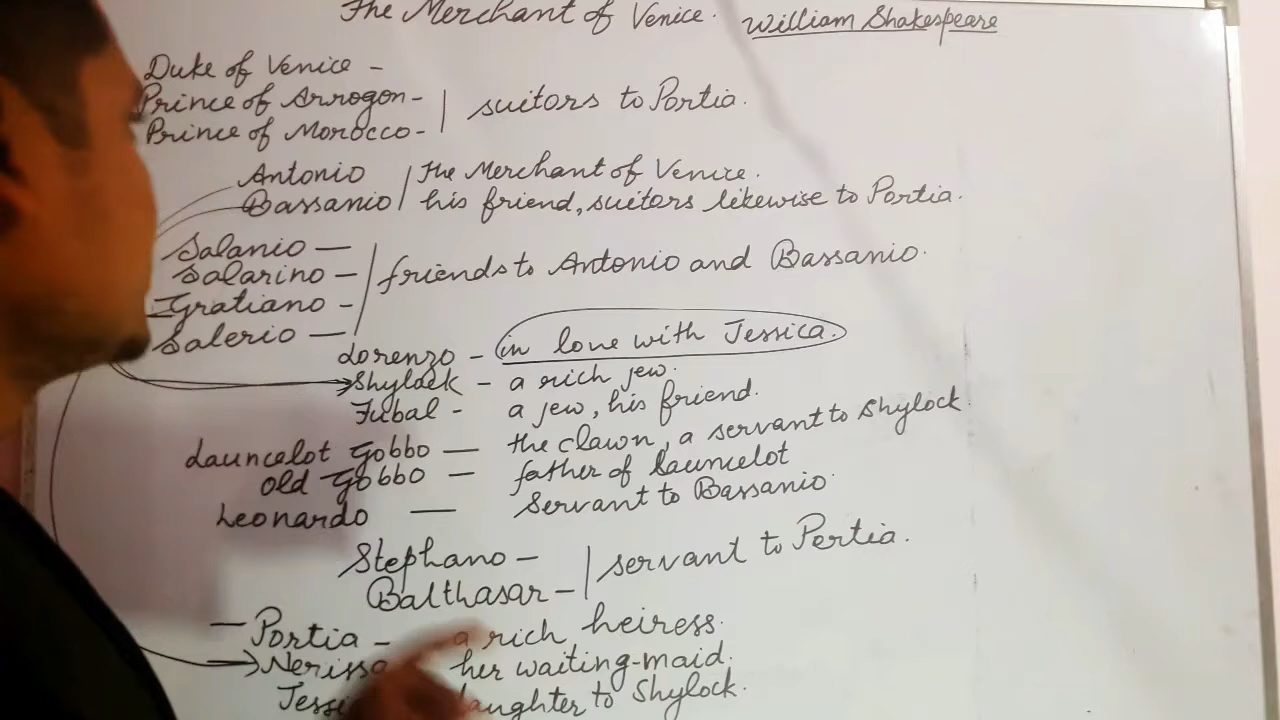 The Merchant of Venice. William Shakespeare
Duke of Venice -
Prince of Arrogon-
Prince of Morocco- suitors to Portia.
Antonio The Merchant of Venice.
Bassanio his friend, suitors likewise to Portia.
Salanio —
Salarino —
Gratiano -
Salerio — friends to Antonio and Bassanio.
Lorenzo - in love with Jessica.
Shylock - a rich jew.
Tubal - a jew, his friend.
Launcelot Gobbo — the clawn, a servant to Shylock.
Old Gobbo — father of Launcelot
Leonardo — Servant to Bassanio.
Stephano -
Balthasar - servant to Portia.
— Portia - a rich heiress.
Nerissa her waiting-maid.
to Shylock.